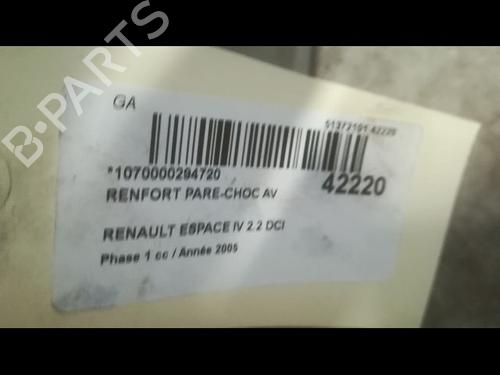 B-PARTS
GA
51372101 42220
*1070000294720
42220
RENFORT PARE-CHOC AV
RENAULT ESPACE IV 2.2 DCI
Phase 1 cc / Année 2005